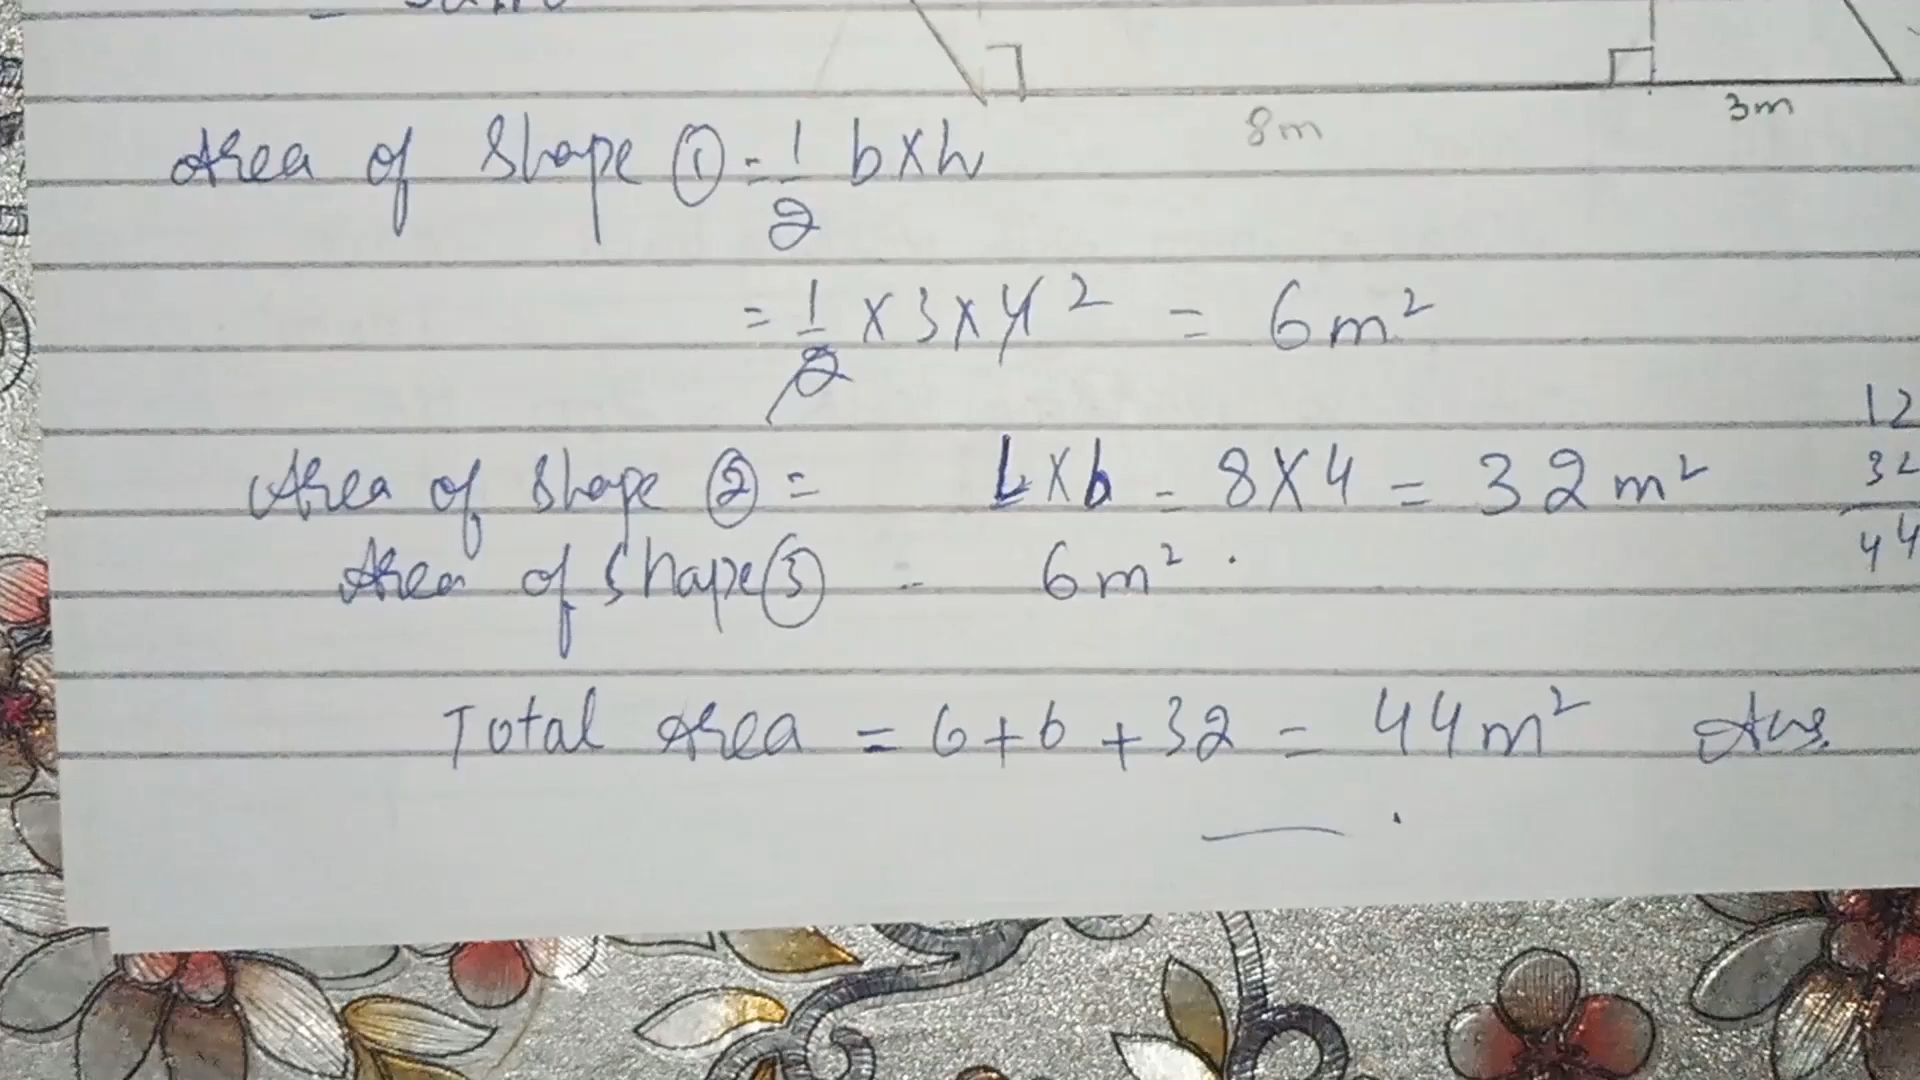 8m
3m
Area of Shape ① = 1/2 b×h
= 1/2 × 3 × 4 2 = 6m²
12
32
44
Area of Shape ② = L×b = 8×4 = 32m²
Area of Shape ③ - 6m² .
Total Area = 6+6+32 = 44m² Ans.